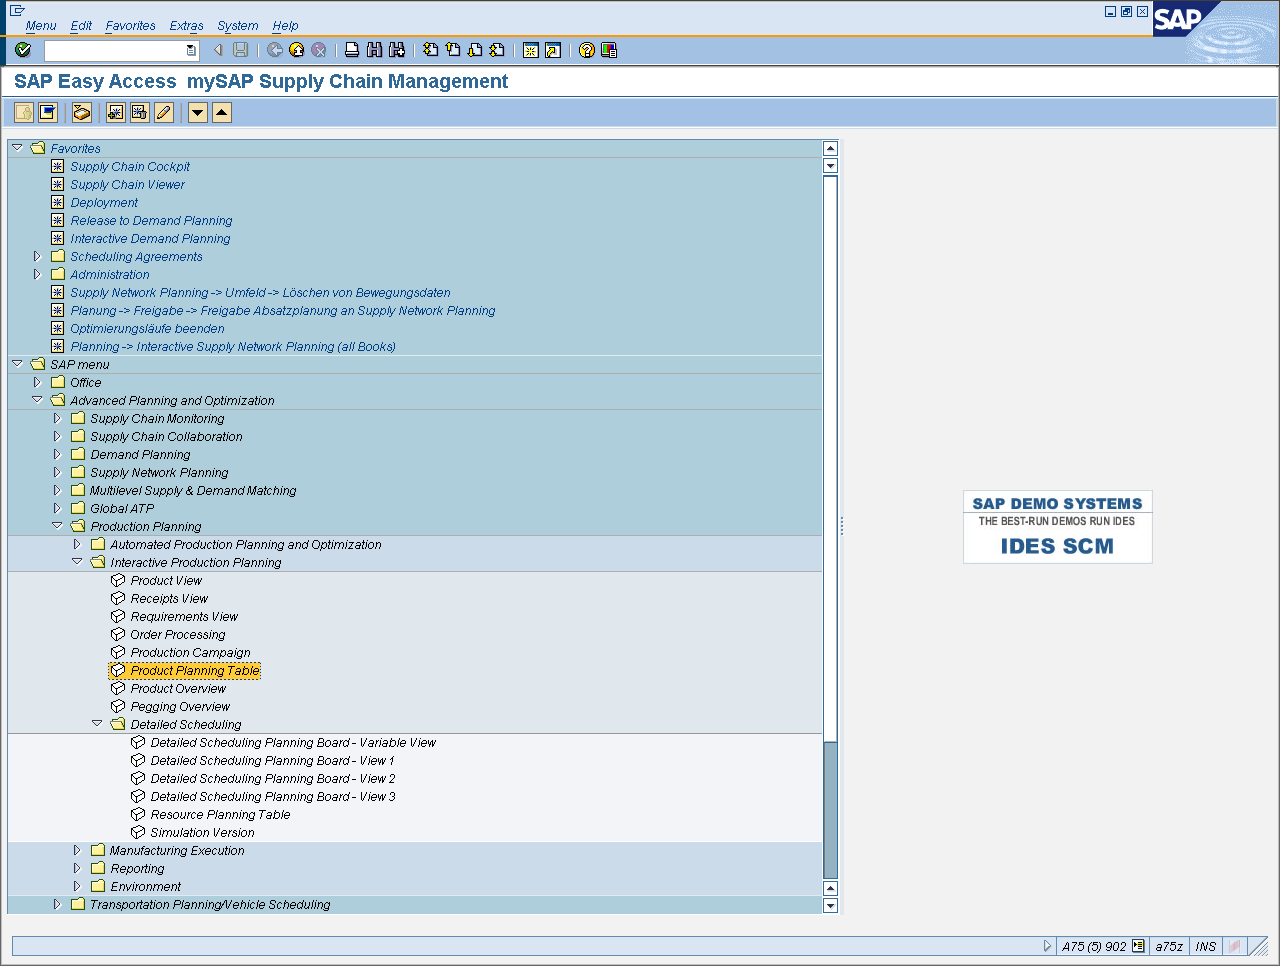 Menu Edit Favorites Extras System Help
SAP
SAP Easy Access mySAP Supply Chain Management
Favorites
Supply Chain Cockpit
Supply Chain Viewer
Deployment
Release to Demand Planning
Interactive Demand Planning
Scheduling Agreements
Administration
Supply Network Planning -> Umfeld -> Löschen von Bewegungsdaten
Planung -> Freigabe -> Freigabe Absatzplanung an Supply Network Planning
Optimierungsläufe beenden
Planning -> Interactive Supply Network Planning (all Books)
SAP menu
Office
Advanced Planning and Optimization
Supply Chain Monitoring
Supply Chain Collaboration
Demand Planning
Supply Network Planning
Multilevel Supply & Demand Matching
Global ATP
Production Planning
Automated Production Planning and Optimization
Interactive Production Planning
Product View
Receipts View
Requirements View
Order Processing
Production Campaign
Product Planning Table
Product Overview
Pegging Overview
Detailed Scheduling
Detailed Scheduling Planning Board - Variable View
Detailed Scheduling Planning Board - View 1
Detailed Scheduling Planning Board - View 2
Detailed Scheduling Planning Board - View 3
Resource Planning Table
Simulation Version
Manufacturing Execution
Reporting
Environment
Transportation Planning/Vehicle Scheduling
SAP DEMO SYSTEMS
THE BEST-RUN DEMOS RUN IDES
IDES SCM
A75 (5) 902 a75z INS